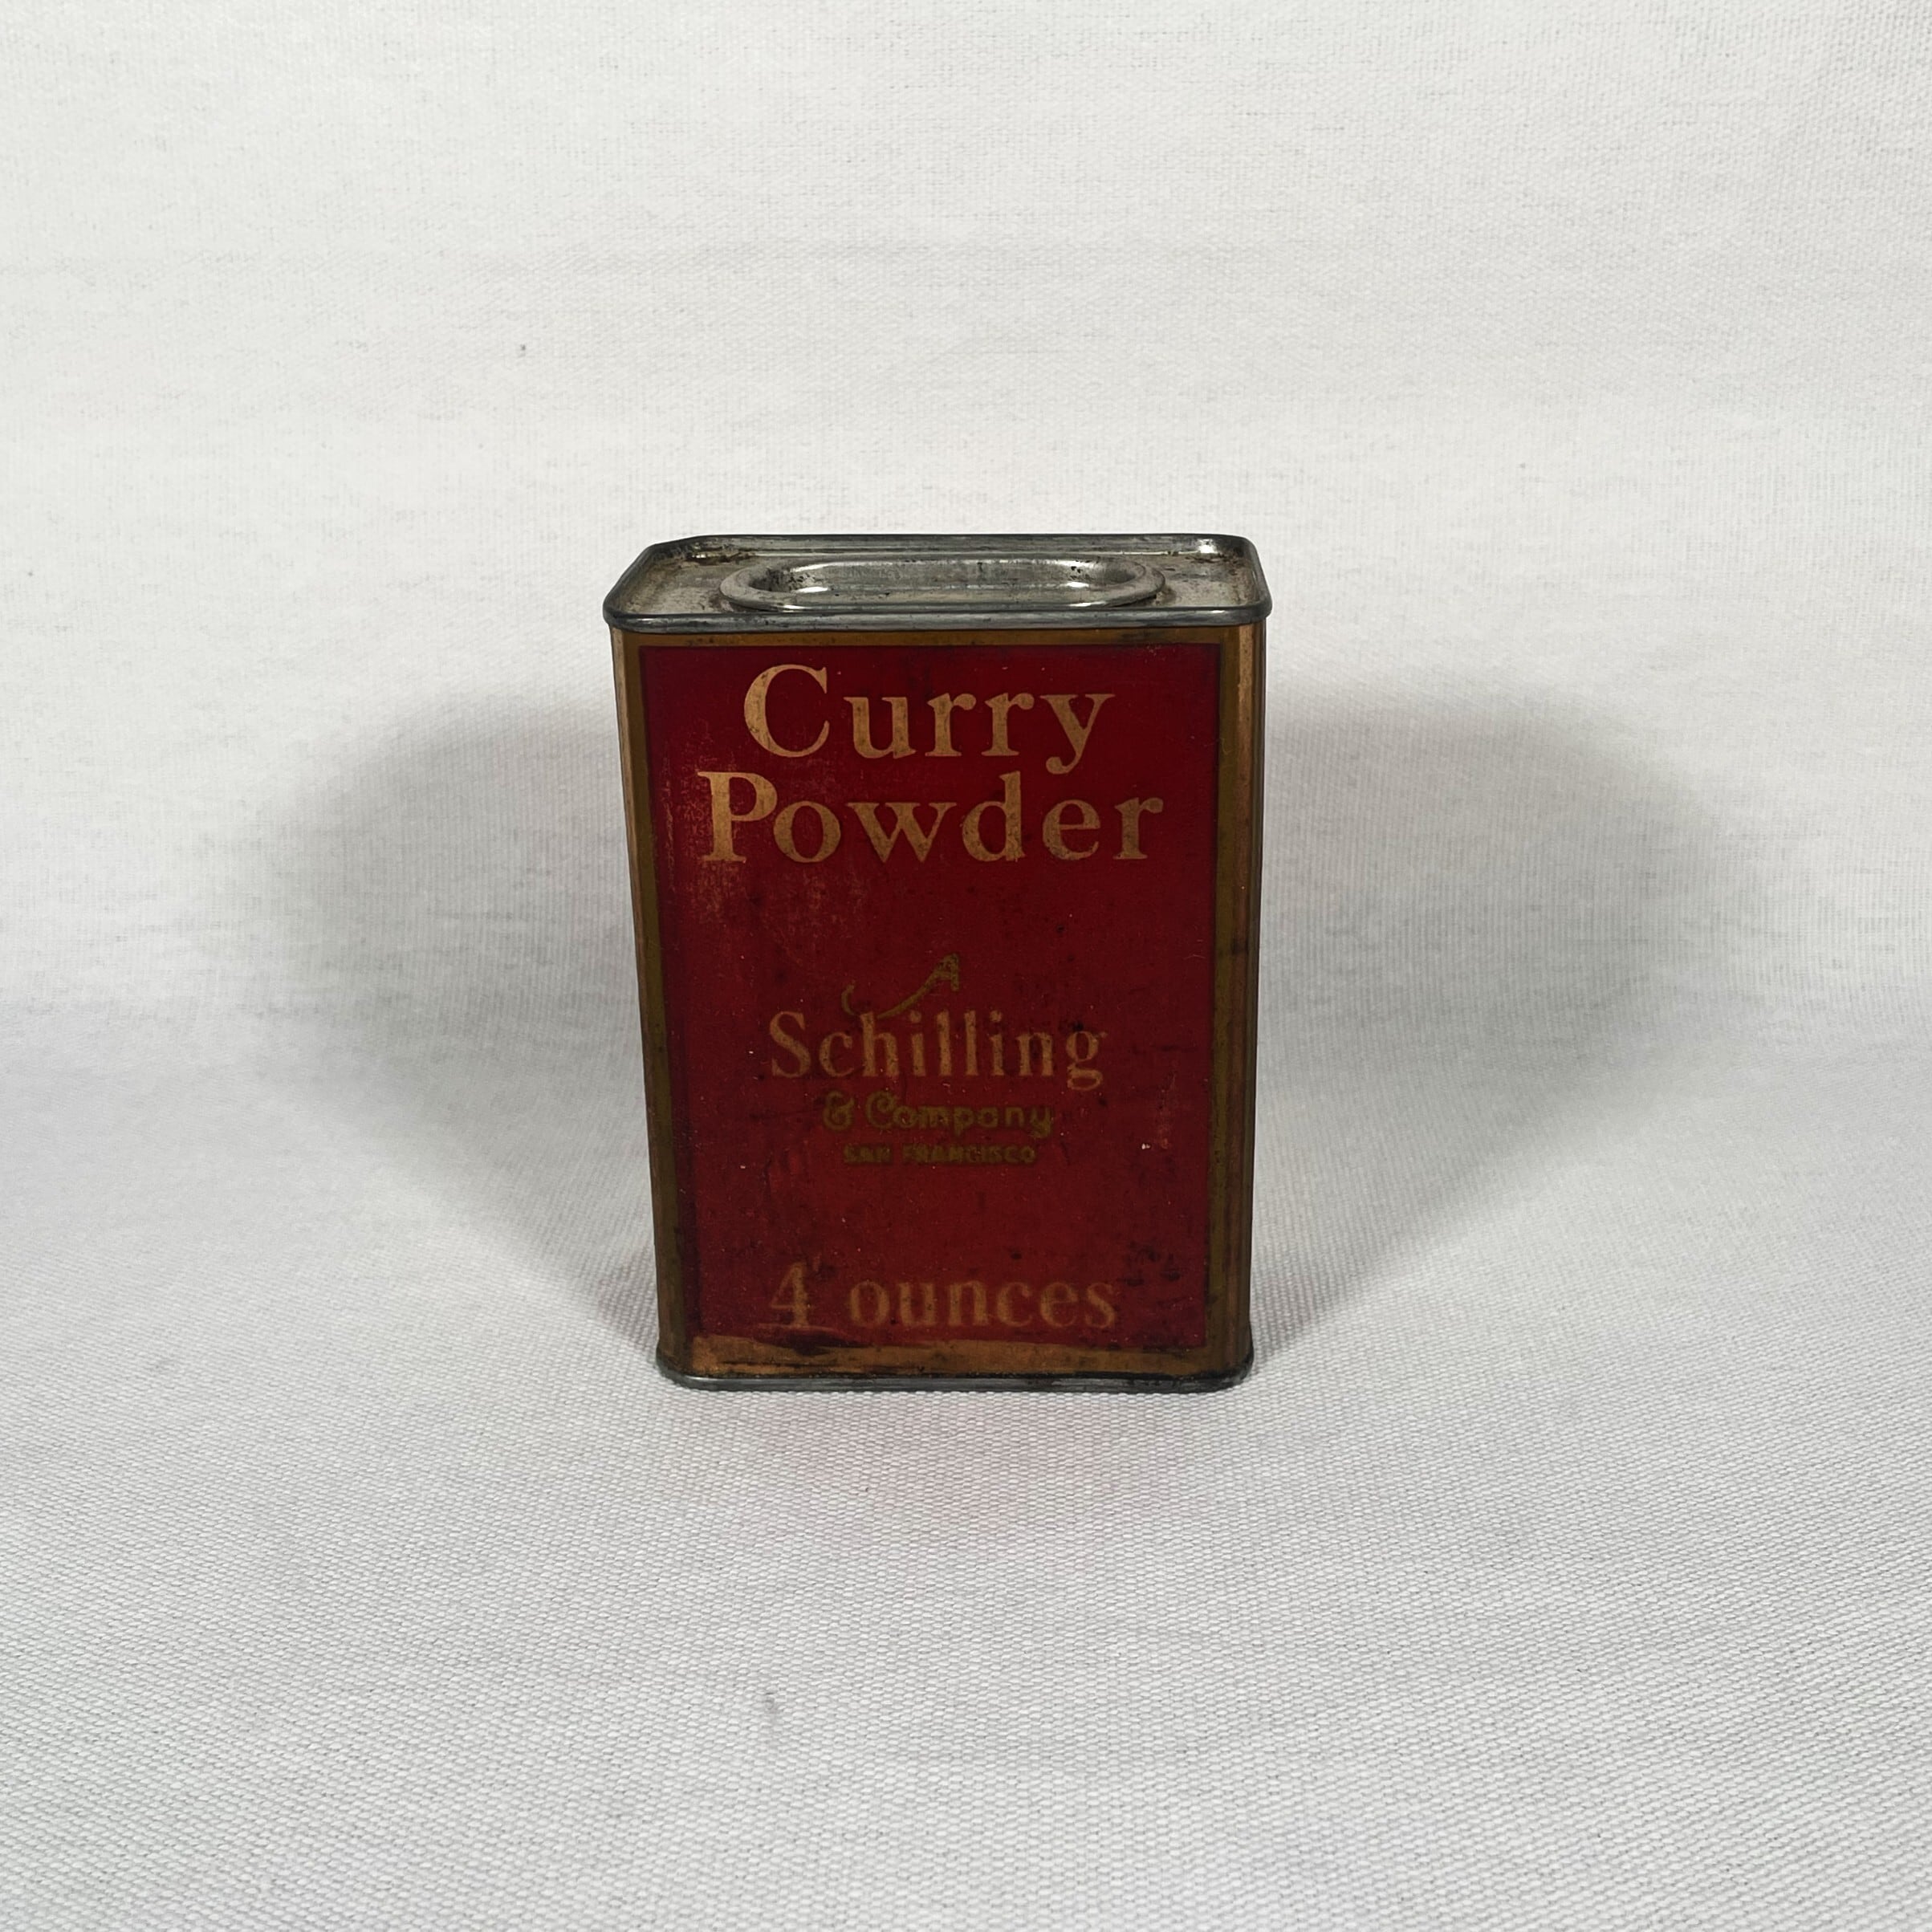 Curry
Powder
Schilling
& Company
SAN FRANCISCO
4 ounces